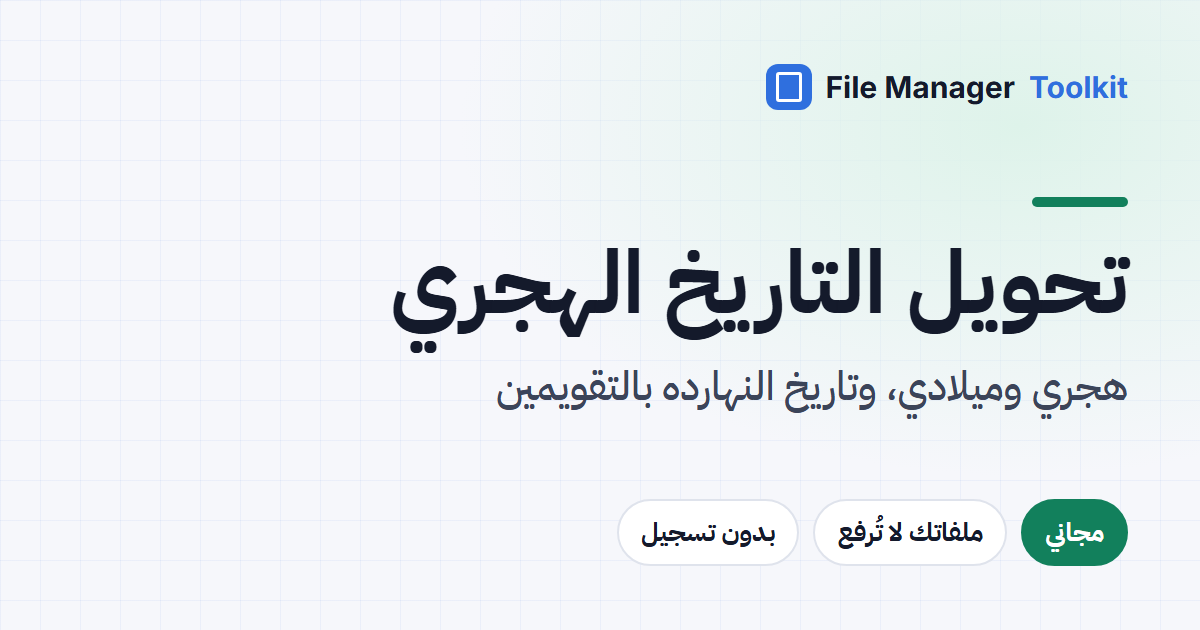 File Manager Toolkit
تحويل التاريخ الهجري
هجري وميلادي، وتاريخ النهارده بالتقويمين
مجاني
ملفاتك لا تُرفع
بدون تسجيل